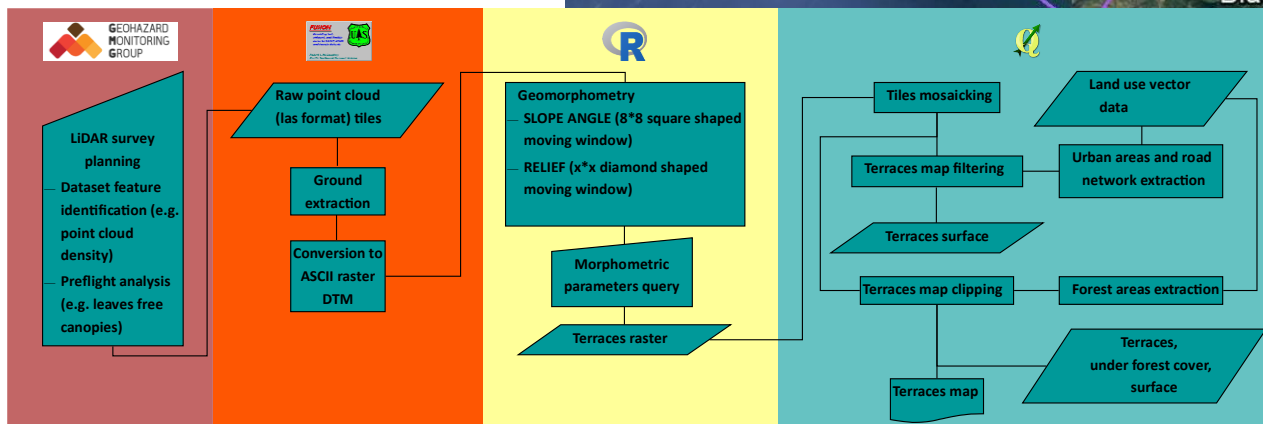 Bla
GEOHAZARD
MONITORING
GROUP
LiDAR survey
planning
Dataset feature
identification (e.g.
point cloud
density)
Preflight analysis
(e.g. leaves free
canopies)
FUSION
UAS
Raw point cloud
(las format) tiles
Ground
extraction
Conversion to
ASCII raster
DTM
R
Geomorphometry
SLOPE ANGLE (8*8 square shaped
moving window)
RELIEF (x*x diamond shaped
moving window)
Morphometric
parameters query
Terraces raster
Q
Tiles mosaicking
Land use vector
data
Terraces map filtering
Urban areas and road
network extraction
Terraces surface
Terraces map clipping
Forest areas extraction
Terraces,
under forest cover,
surface
Terraces map